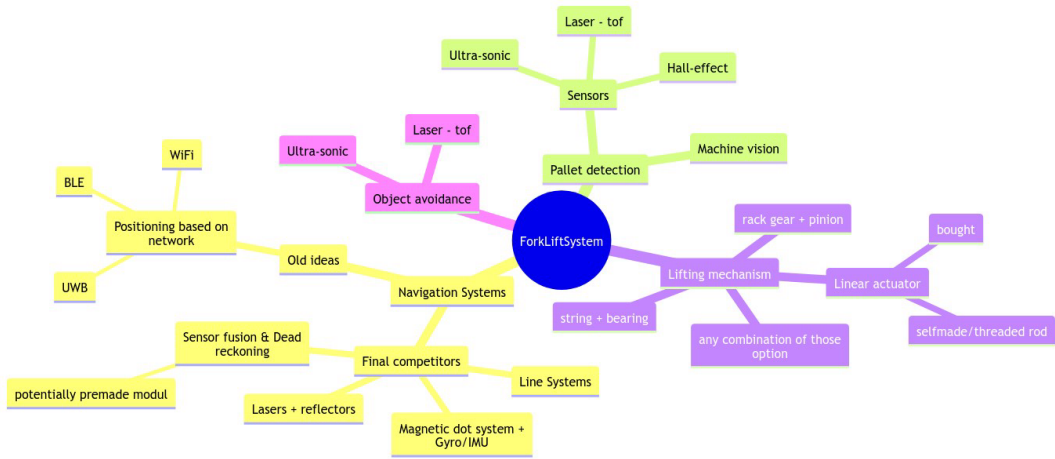 Laser - tof
Ultra-sonic
Hall-effect
Sensors
Laser - tof
Machine vision
Ultra-sonic
WiFi
Pallet detection
BLE
Object avoidance
rack gear + pinion
Positioning based on
network
bought
ForkLiftSystem
Old ideas
Lifting mechanism
Linear actuator
UWB
Navigation Systems
string + bearing
selfmade/threaded rod
Sensor fusion & Dead
reckoning
any combination of those
option
Final competitors
Line Systems
potentially premade modul
Lasers + reflectors
Magnetic dot system +
Gyro/IMU